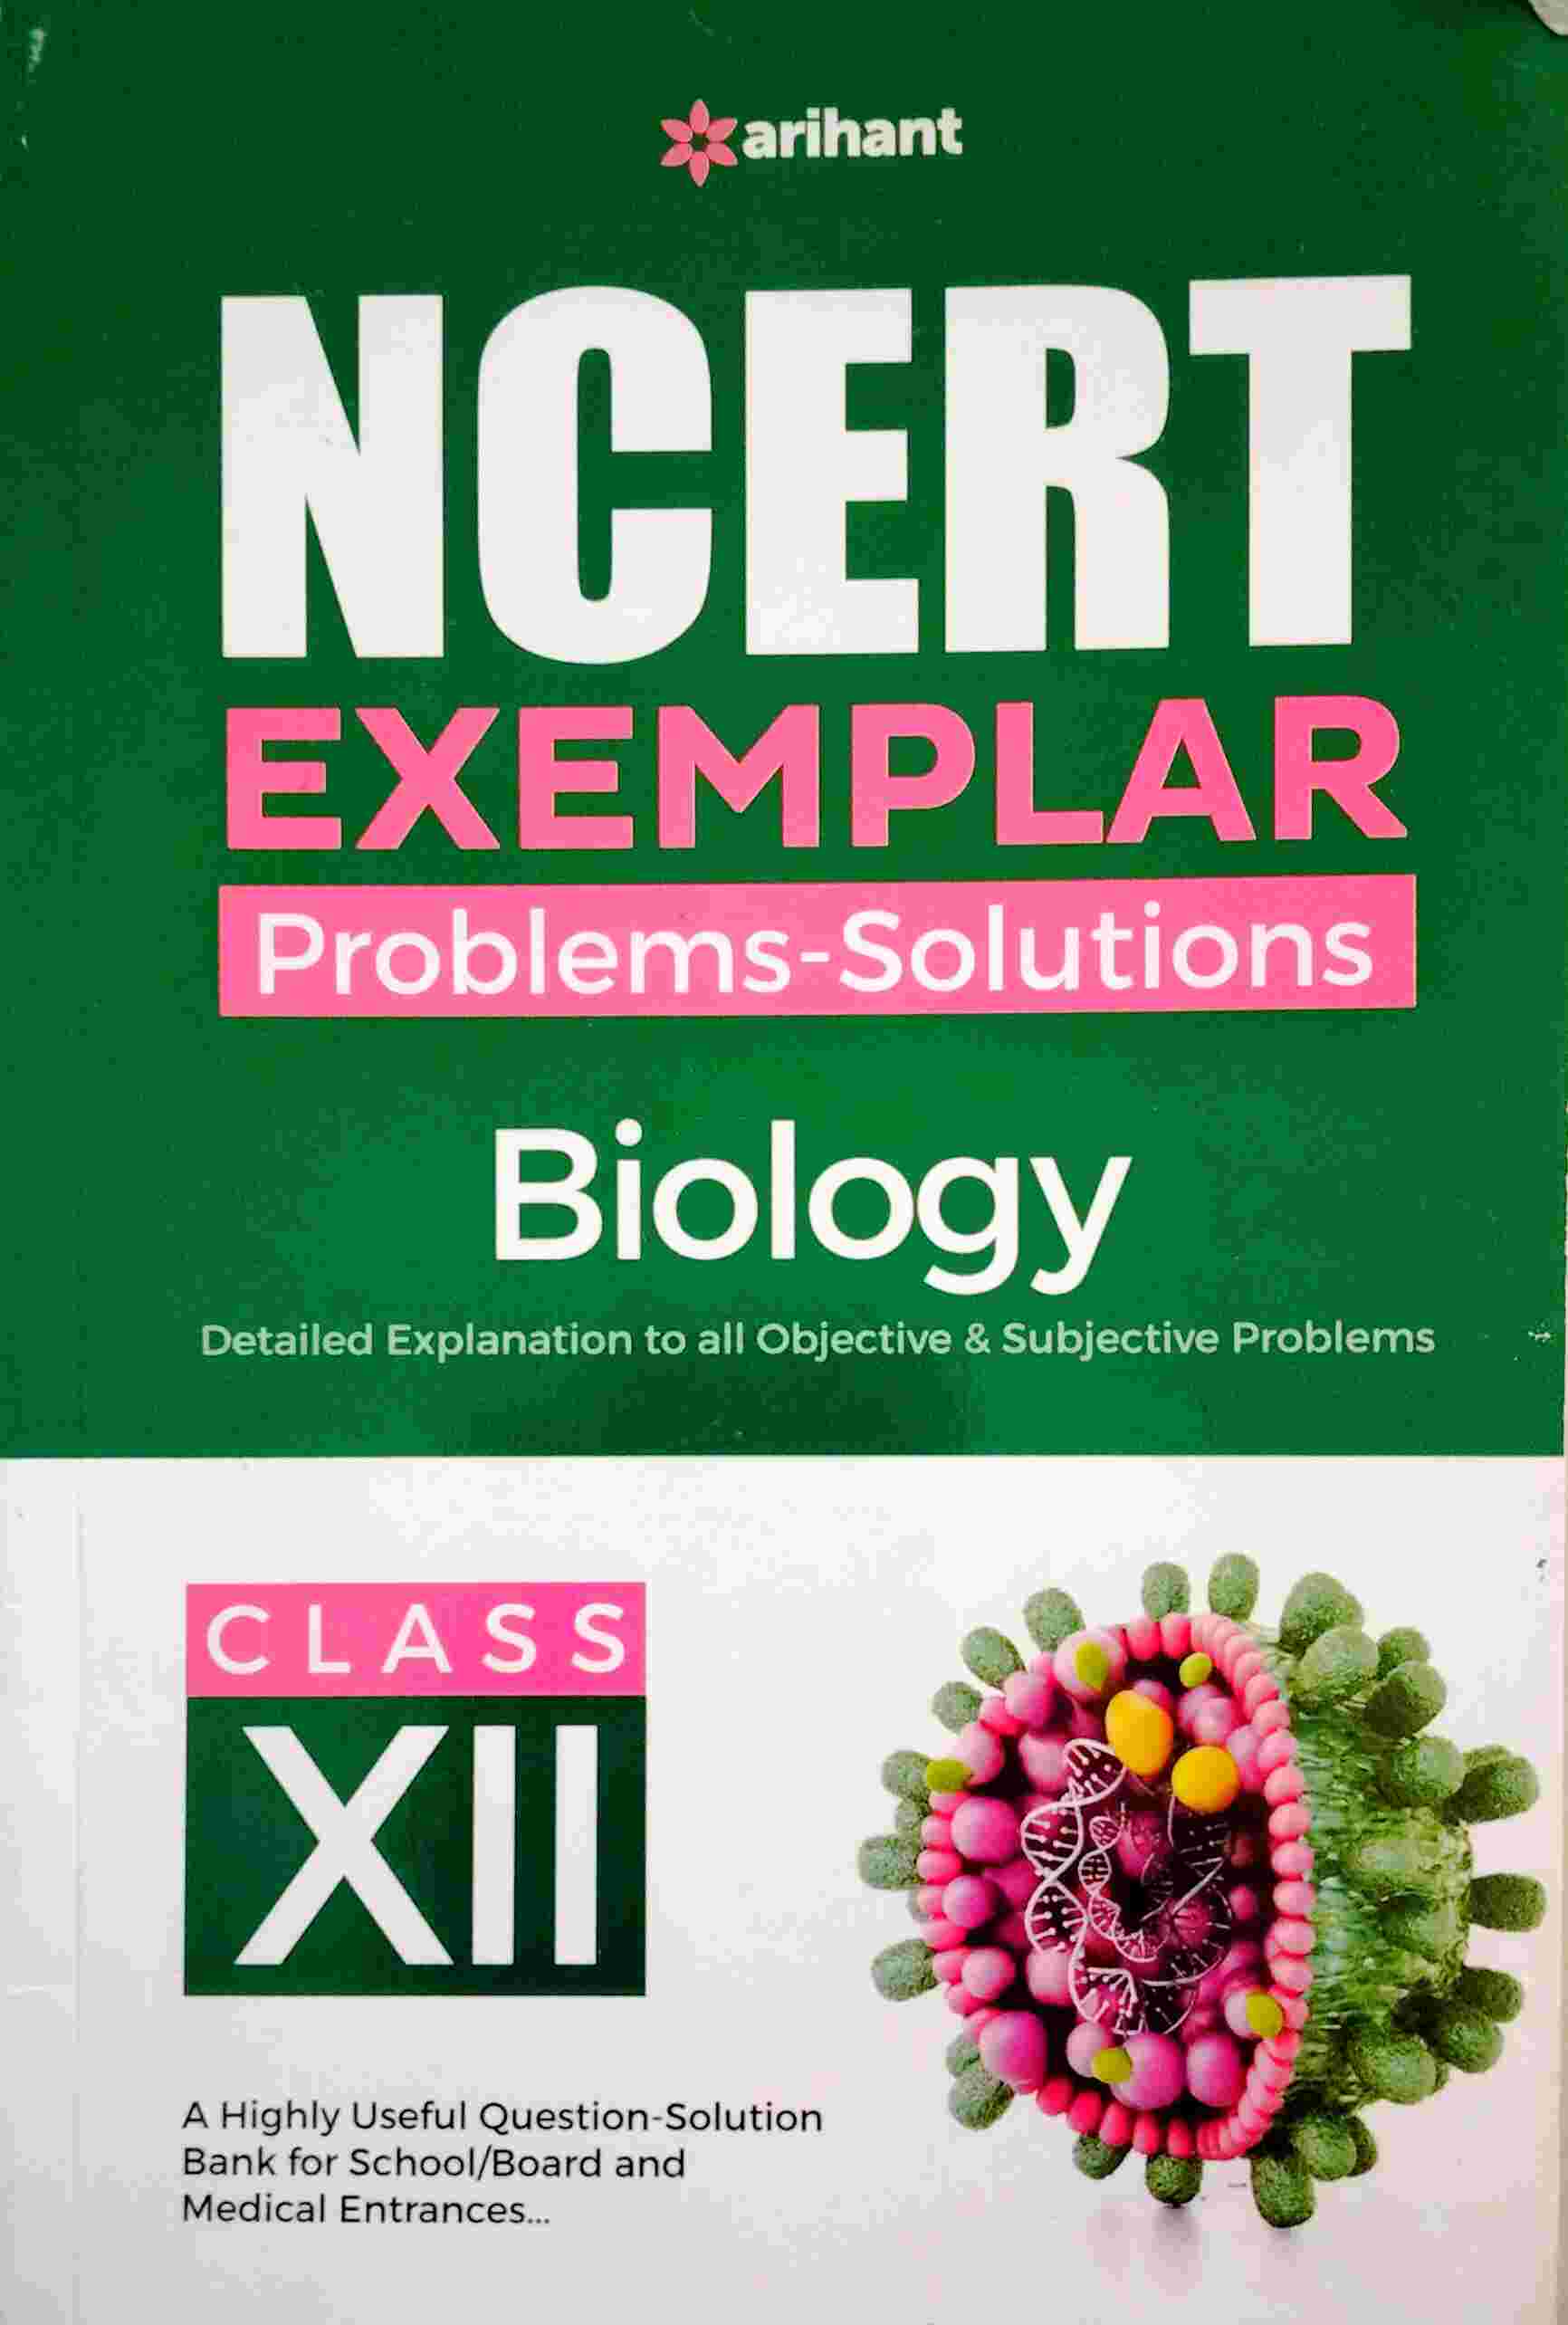 arihant
NCERT
EXEMPLAR
Problems-Solutions
Biology
Detailed Explanation to all Objective & Subjective Problems
CLASS
XII
A Highly Useful Question-Solution
Bank for School/Board and
Medical Entrances...